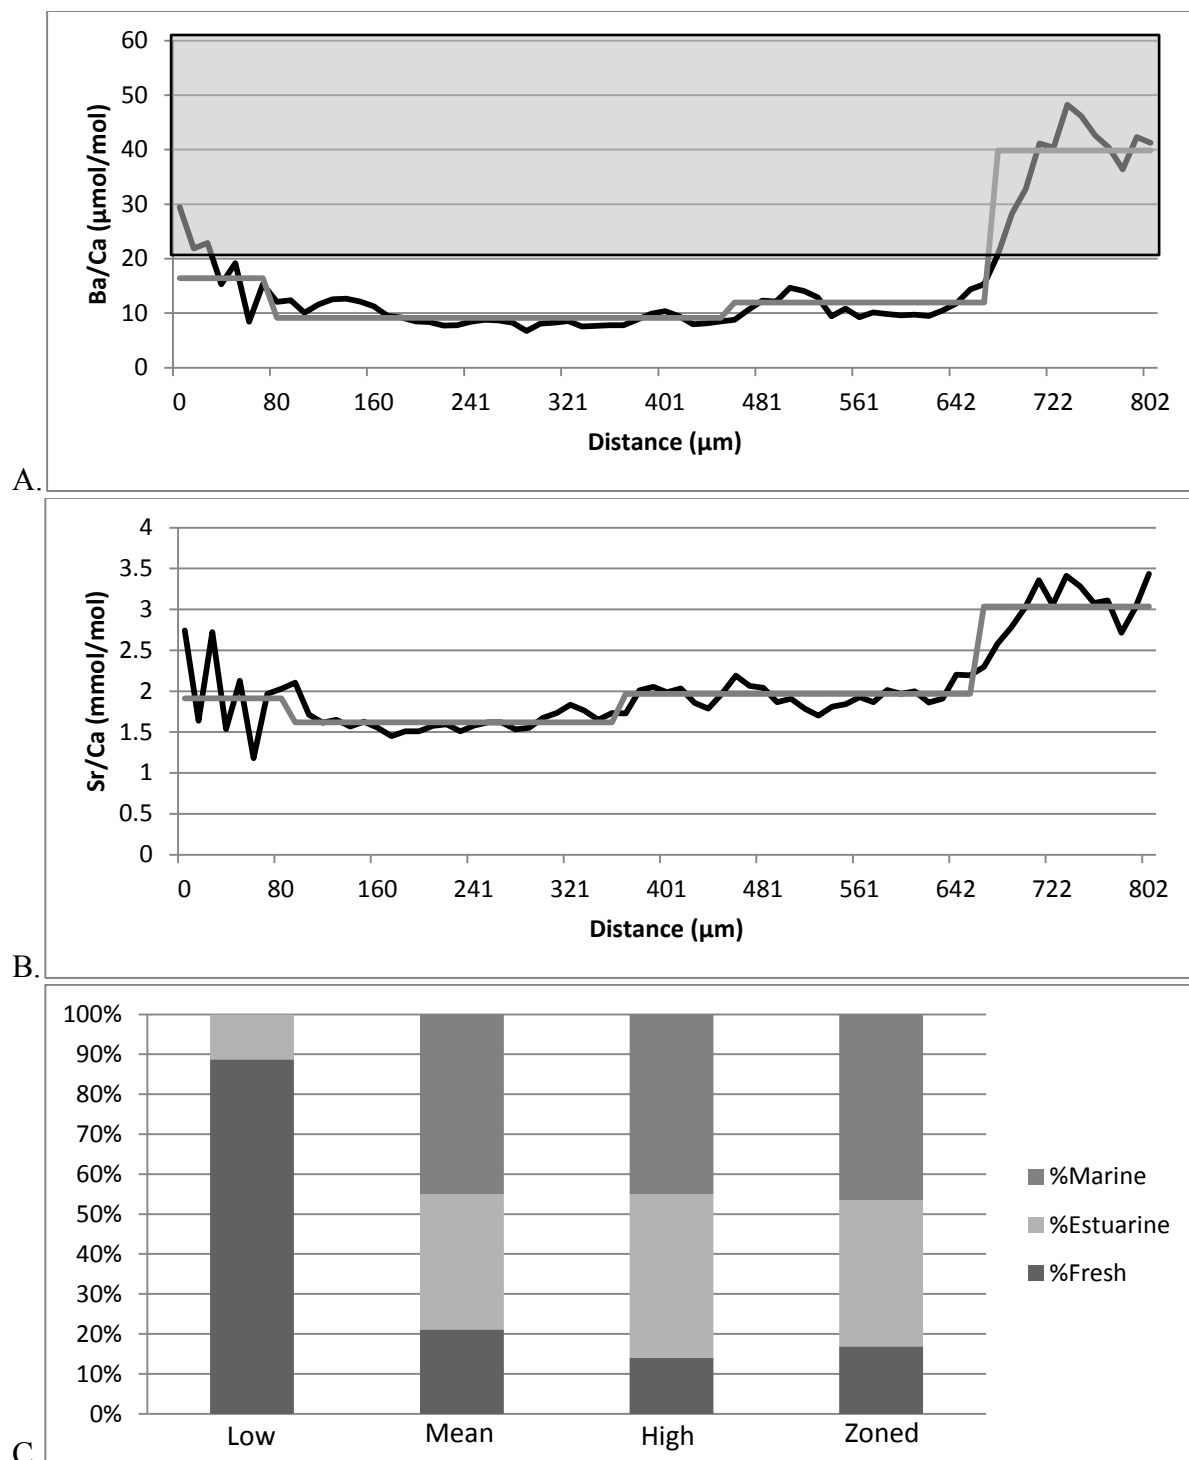 60
50
40
30
20
10
0
Ba/Ca (µmol/mol)
0 80 160 241 321 401 481 561 642 722 802
Distance (µm)
A.
4
3.5
3
2.5
2
1.5
1
0.5
0
Sr/Ca (mmol/mol)
0 80 160 241 321 401 481 561 642 722 802
Distance (µm)
B.
100%
90%
80%
70%
60%
50%
40%
30%
20%
10%
0%
Low Mean High Zoned
%Marine
%Estuarine
%Fresh
C